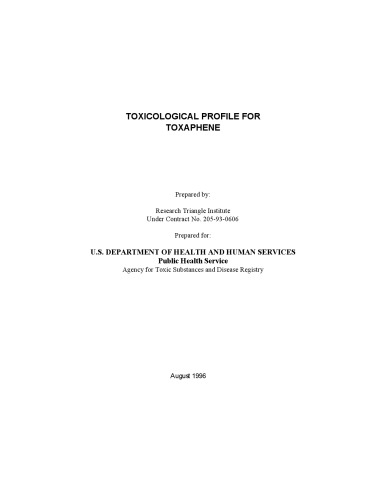 TOXICOLOGICAL PROFILE FOR
TOXAPHENE
Prepared by:
Research Triangle Institute
Under Contract No. 205-93-0606
Prepared for:
U.S. DEPARTMENT OF HEALTH AND HUMAN SERVICES
Public Health Service
Agency for Toxic Substances and Disease Registry
August 1996